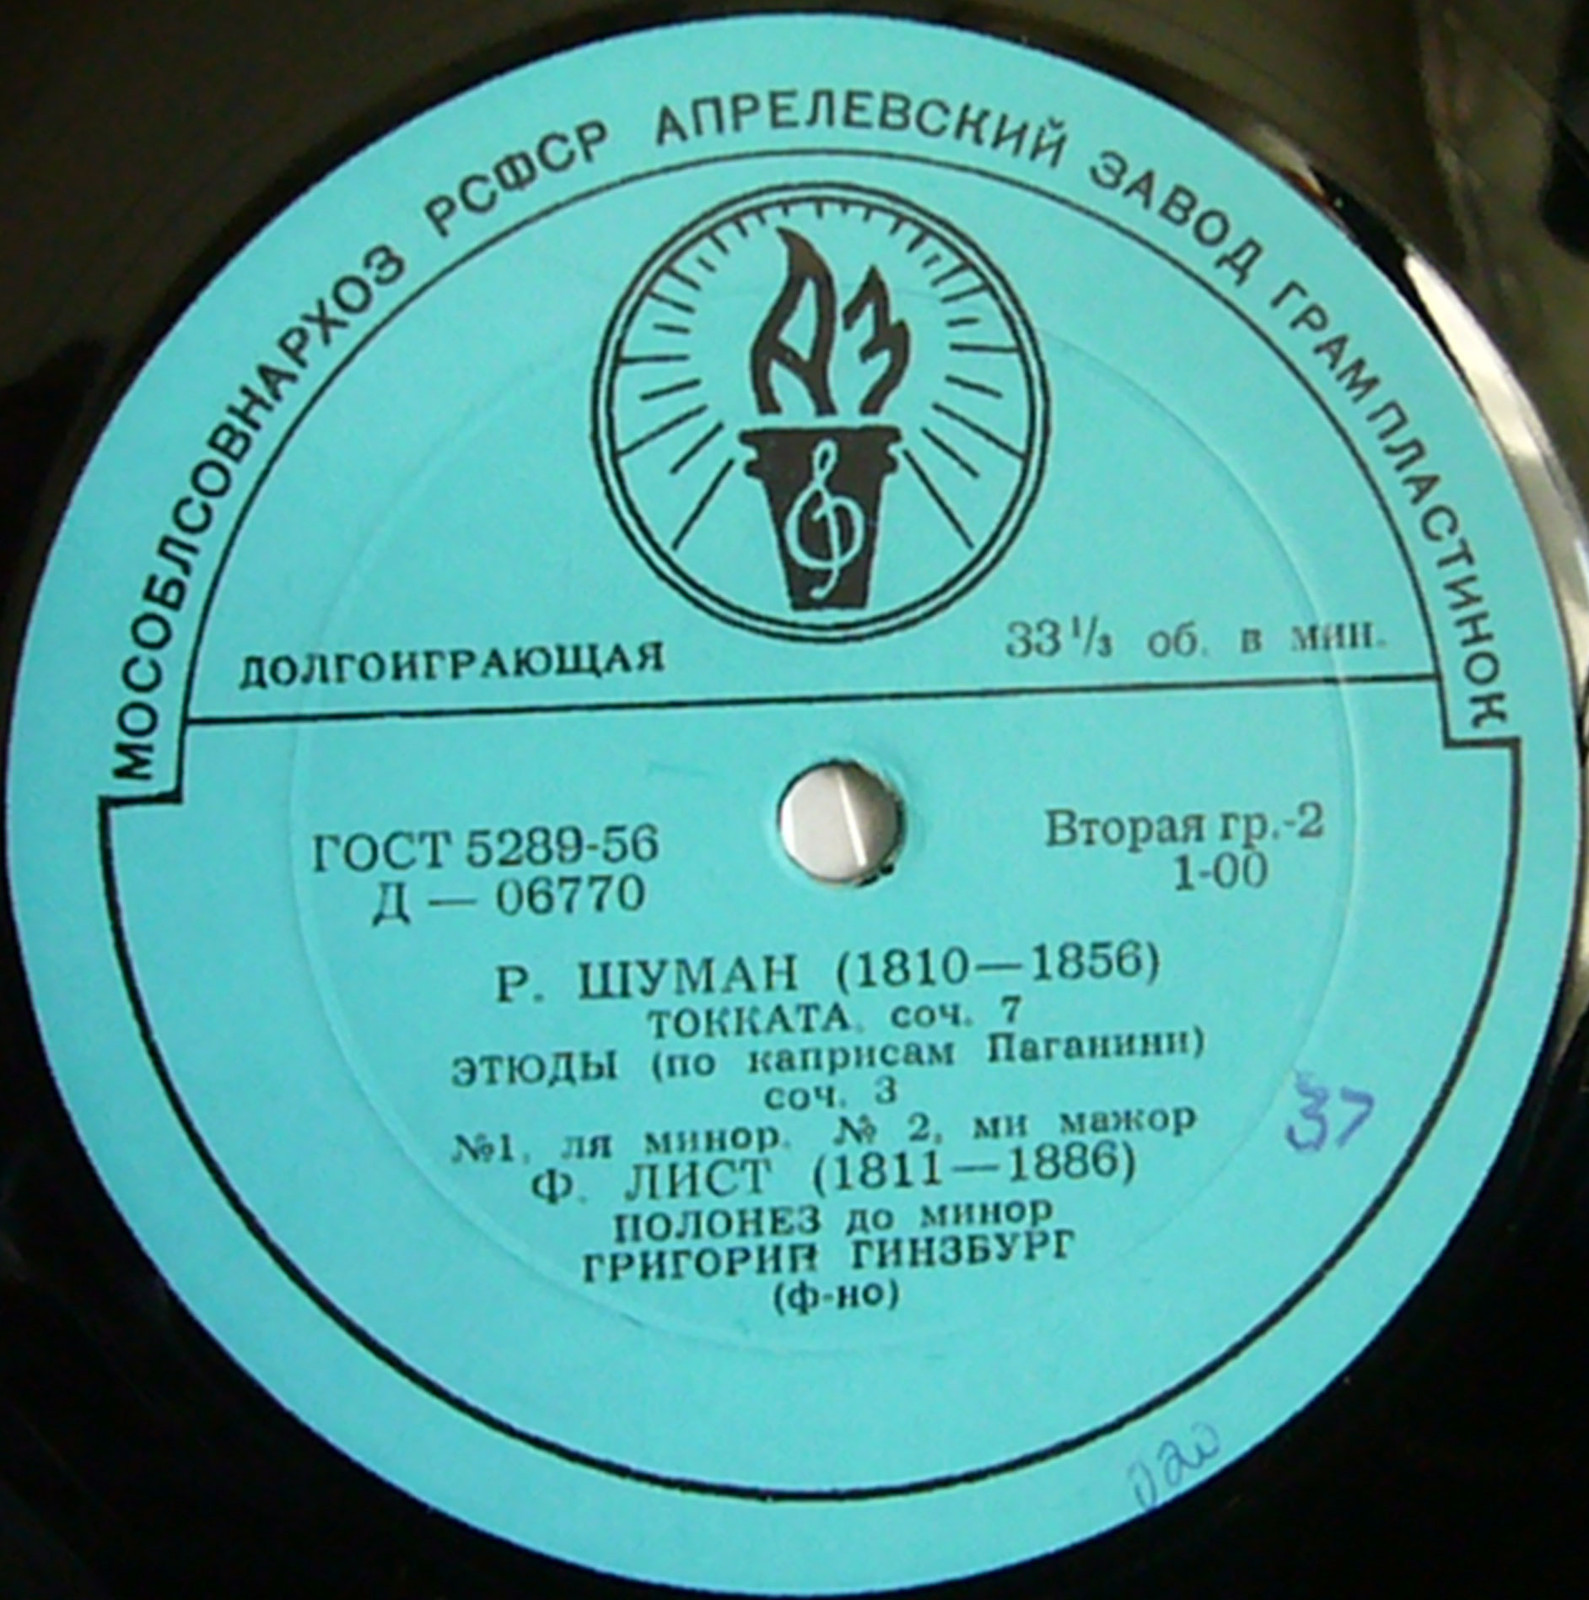 МОСОБЛСОВНАРХОЗ РСФСР АПРЕЛЕВСКИЙ ЗАВОД ГРАМПЛАСТИНОК
АЗ
ДОЛГОИГРАЮЩАЯ
33 1/3 об. в мин.
ГОСТ 5289-56
Д — 06770
Вторая гр.-2
1-00
Р. ШУМАН (1810—1856)
ТОККАТА, соч. 7
ЭТЮДЫ (по каприсам Паганини)
соч. 3
№1, ля минор. № 2, ми мажор
Ф. ЛИСТ (1811—1886)
ПОЛОНЕЗ до минор
ГРИГОРИЙ ГИНЗБУРГ
(ф-но)
37